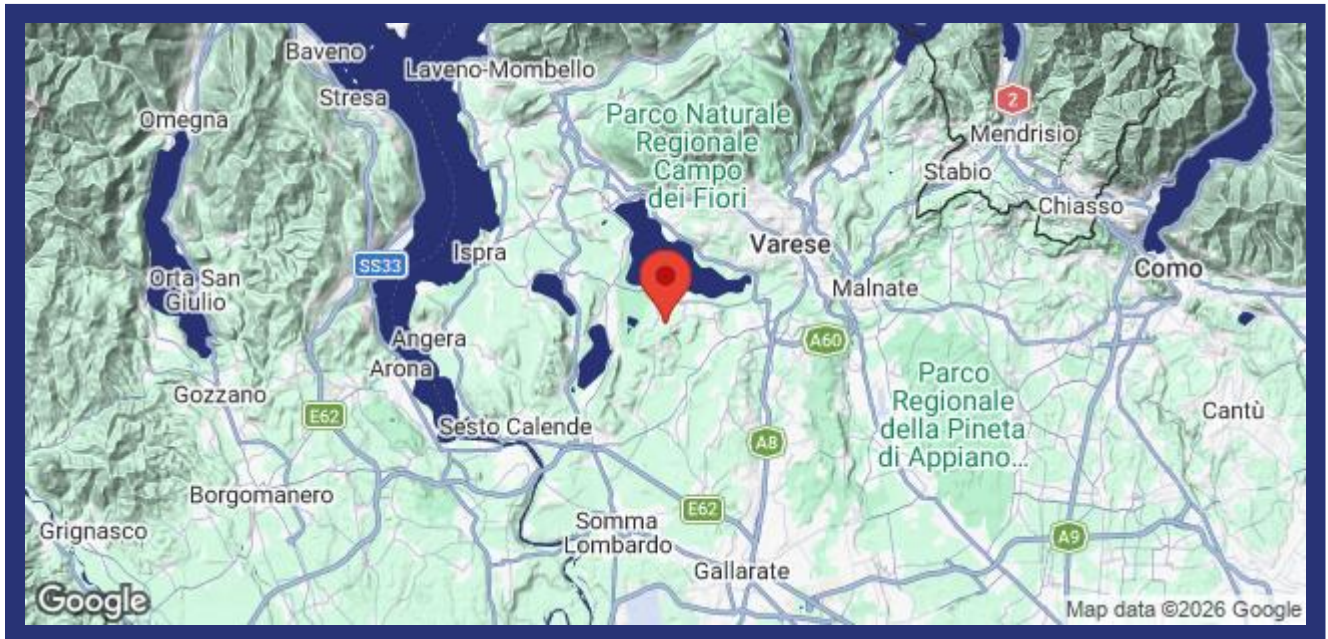 Baveno
Laveno-Mombello
Stresa
Omegna
Parco Naturale
Regionale
Campo
dei Fiori
2
Mendrisio
Stabio
Chiasso
Varese
Ispra
SS33
Como
Orta San
Giulio
Malnate
Angera
A60
Arona
Parco
Regionale
della Pineta
di Appiano...
Gozzano
E62
Cantù
Sesto Calende
A8
Borgomanero
E62
Grignasco
Somma
Lombardo
A9
Gallarate
Google
Map data ©2026 Google